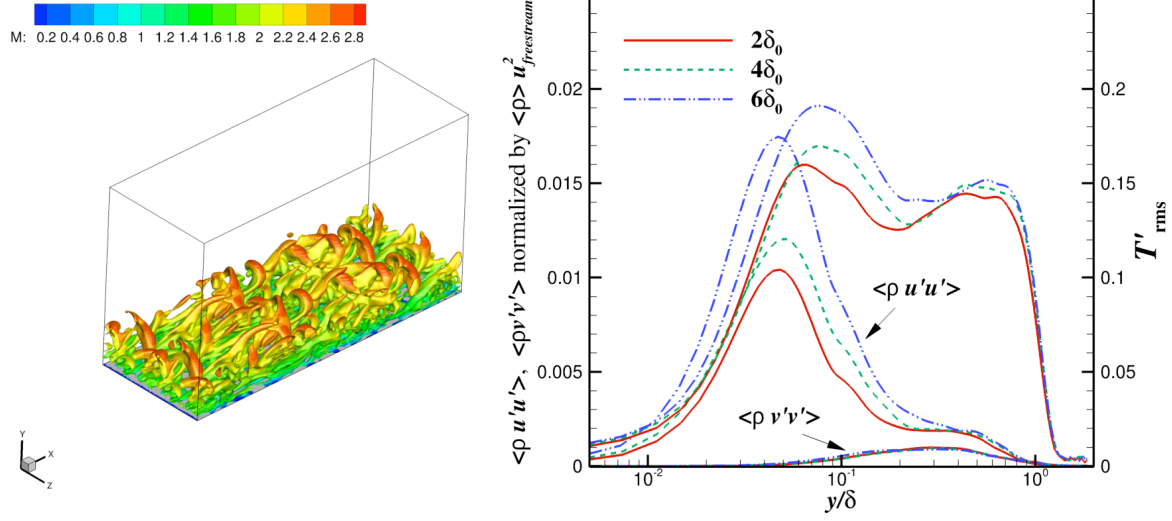 M: 0.2 0.4 0.6 0.8 1 1.2 1.4 1.6 1.8 2 2.2 2.4 2.6 2.8
Y
X
Z
<ρ u'u'>, <ρv'v'> normalized by <ρ> u²freestream
0.02
0.015
0.01
0.005
0
2δ₀
4δ₀
6δ₀
<ρ u'u'>
<ρ v'v'>
10⁻²
10⁻¹
10⁰
y/δ
0.2
0.15
0.1
0.05
0
T'rms